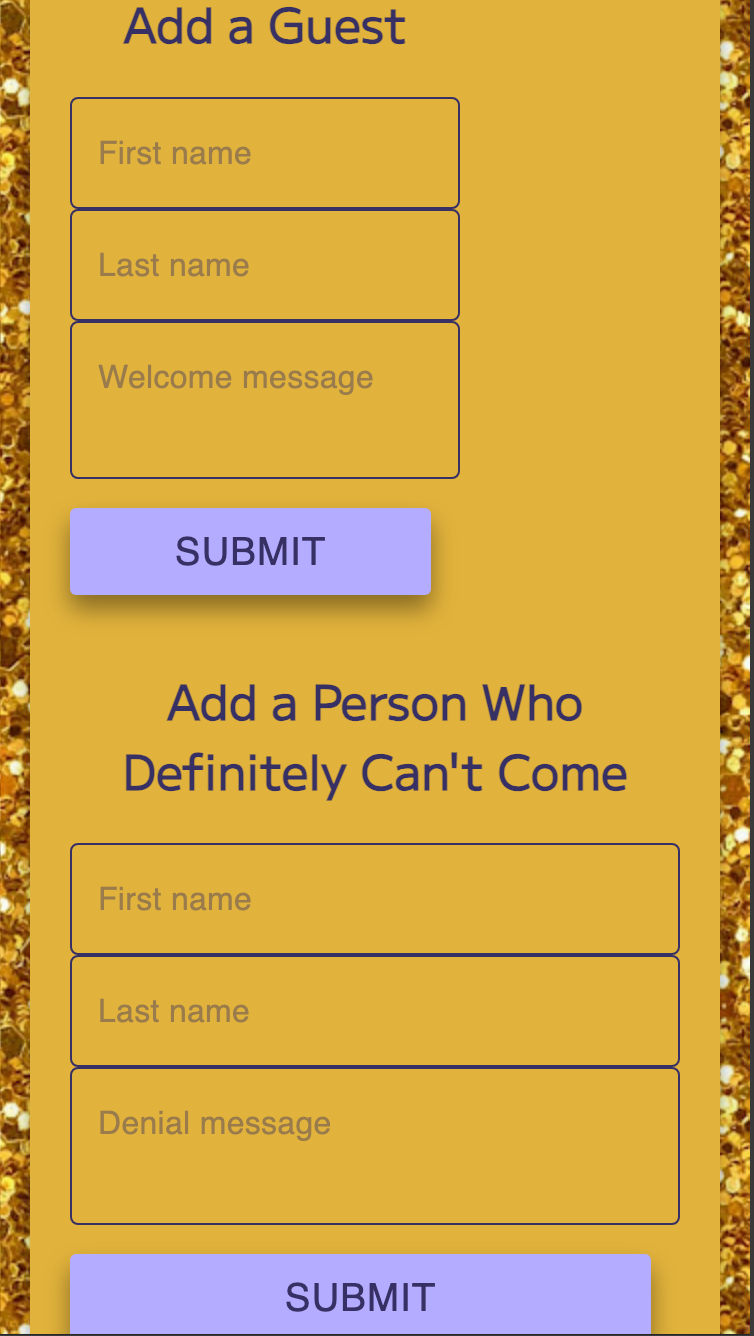 Add a Guest
First name
Last name
Welcome message
SUBMIT
Add a Person Who
Definitely Can't Come
First name
Last name
Denial message
SUBMIT